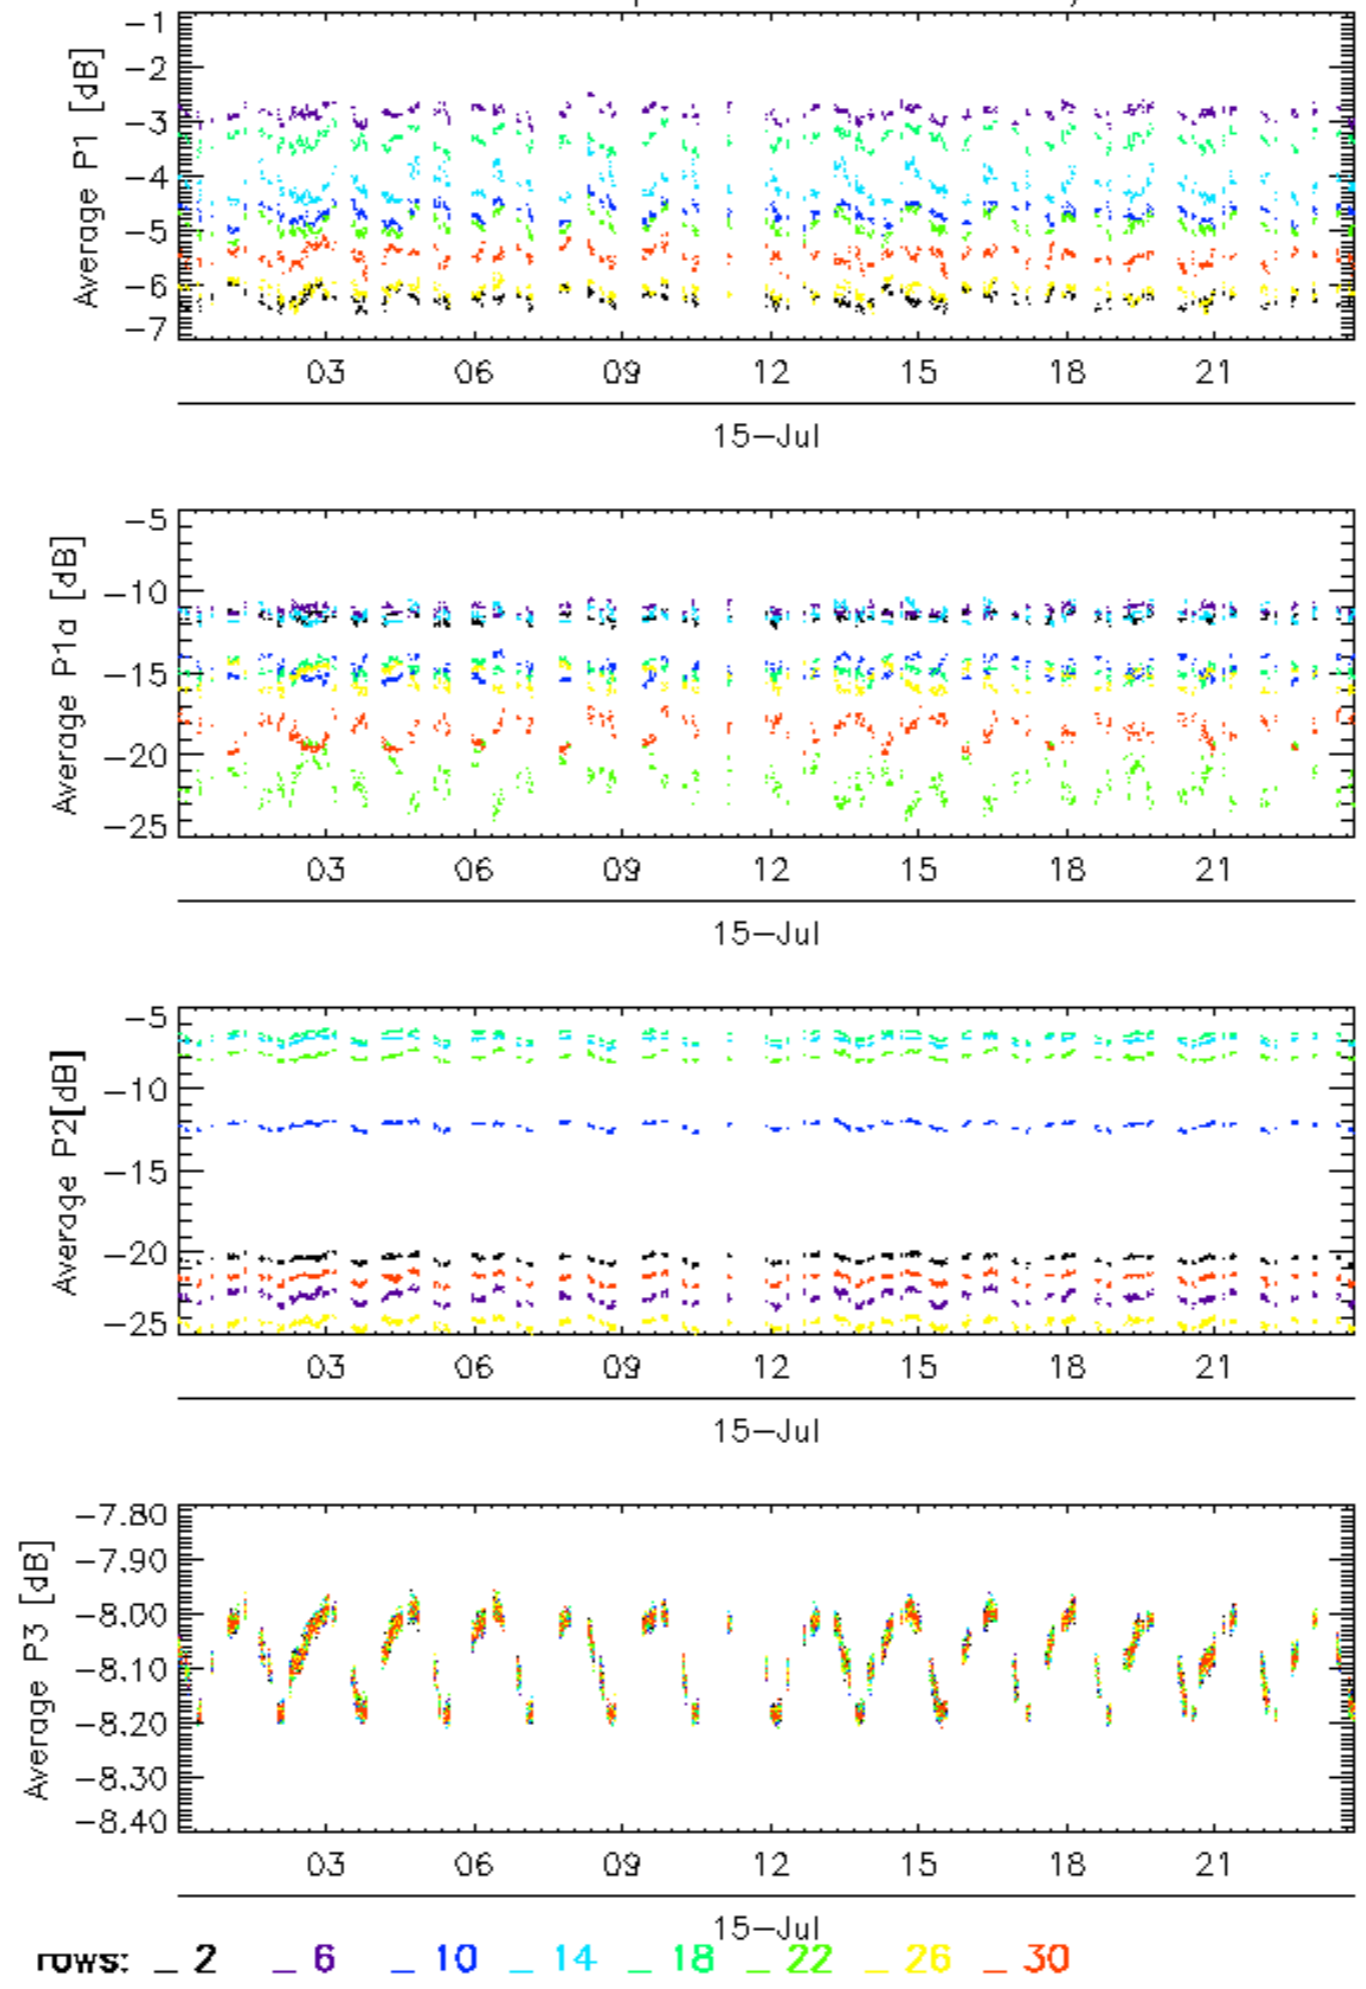 Average P1 [dB]
−1
−2
−3
−4
−5
−6
−7
03 06 09 12 15 18 21
15−Jul
Average P1a [dB]
−5
−10
−15
−20
−25
03 06 09 12 15 18 21
15−Jul
Average P2[dB]
−5
−10
−15
−20
−25
03 06 09 12 15 18 21
15−Jul
Average P3 [dB]
−7.80
−7.90
−8.00
−8.10
−8.20
−8.30
−8.40
03 06 09 12 15 18 21
15−Jul
rows: _ 2 _ 6 _ 10 _ 14 _ 18 _ 22 _ 26 _ 30